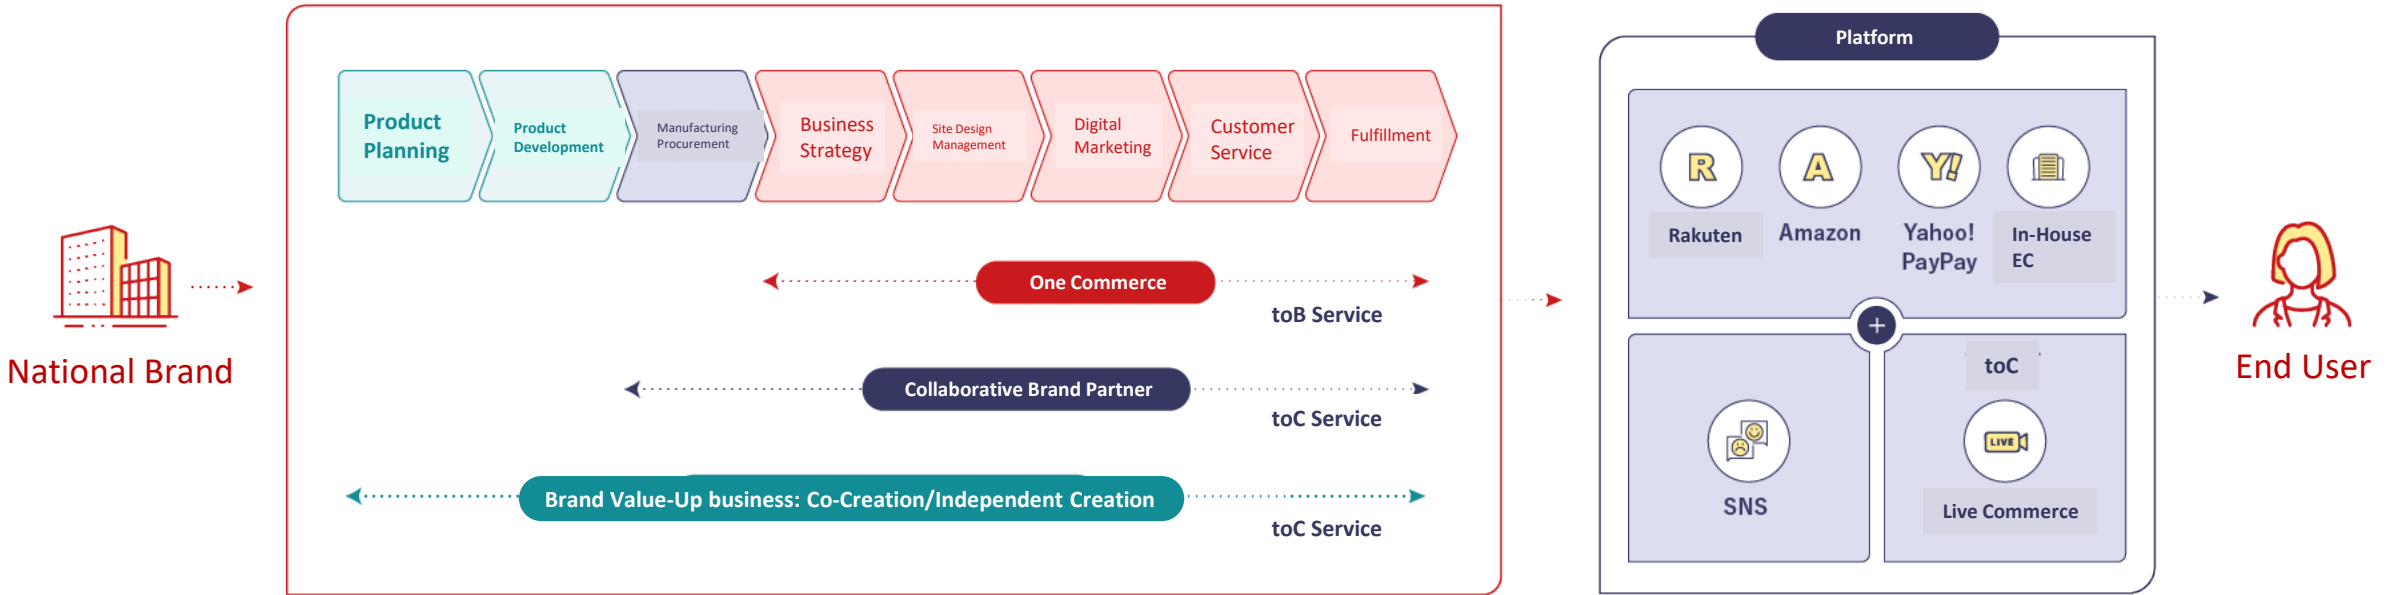 National Brand
Product
Planning
Product
Development
Manufacturing
Procurement
Business
Strategy
Site Design
Management
Digital
Marketing
Customer
Service
Fulfillment
One Commerce
toB Service
Collaborative Brand Partner
toC Service
Brand Value-Up business: Co-Creation/Independent Creation
toC Service
Platform
R
A
Y!
Rakuten
Amazon
Yahoo!
PayPay
In-House
EC
+
SNS
toC
LIVE
Live Commerce
End User